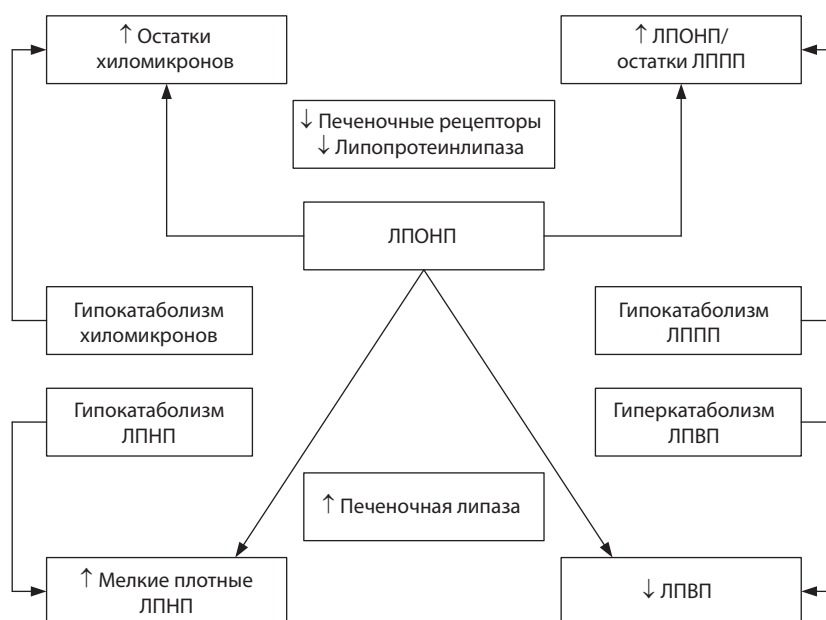 ↑ Остатки
хиломикронов
↑ ЛПОНП/
остатки ЛППП
↓ Печеночные рецепторы
↓ Липопротеинлипаза
ЛПОНП
Гипокатаболизм
хиломикронов
Гипокатаболизм
ЛППП
Гипокатаболизм
ЛПНП
Гиперкатаболизм
ЛПВП
↑ Печеночная липаза
↑ Мелкие плотные
ЛПНП
↓ ЛПВП